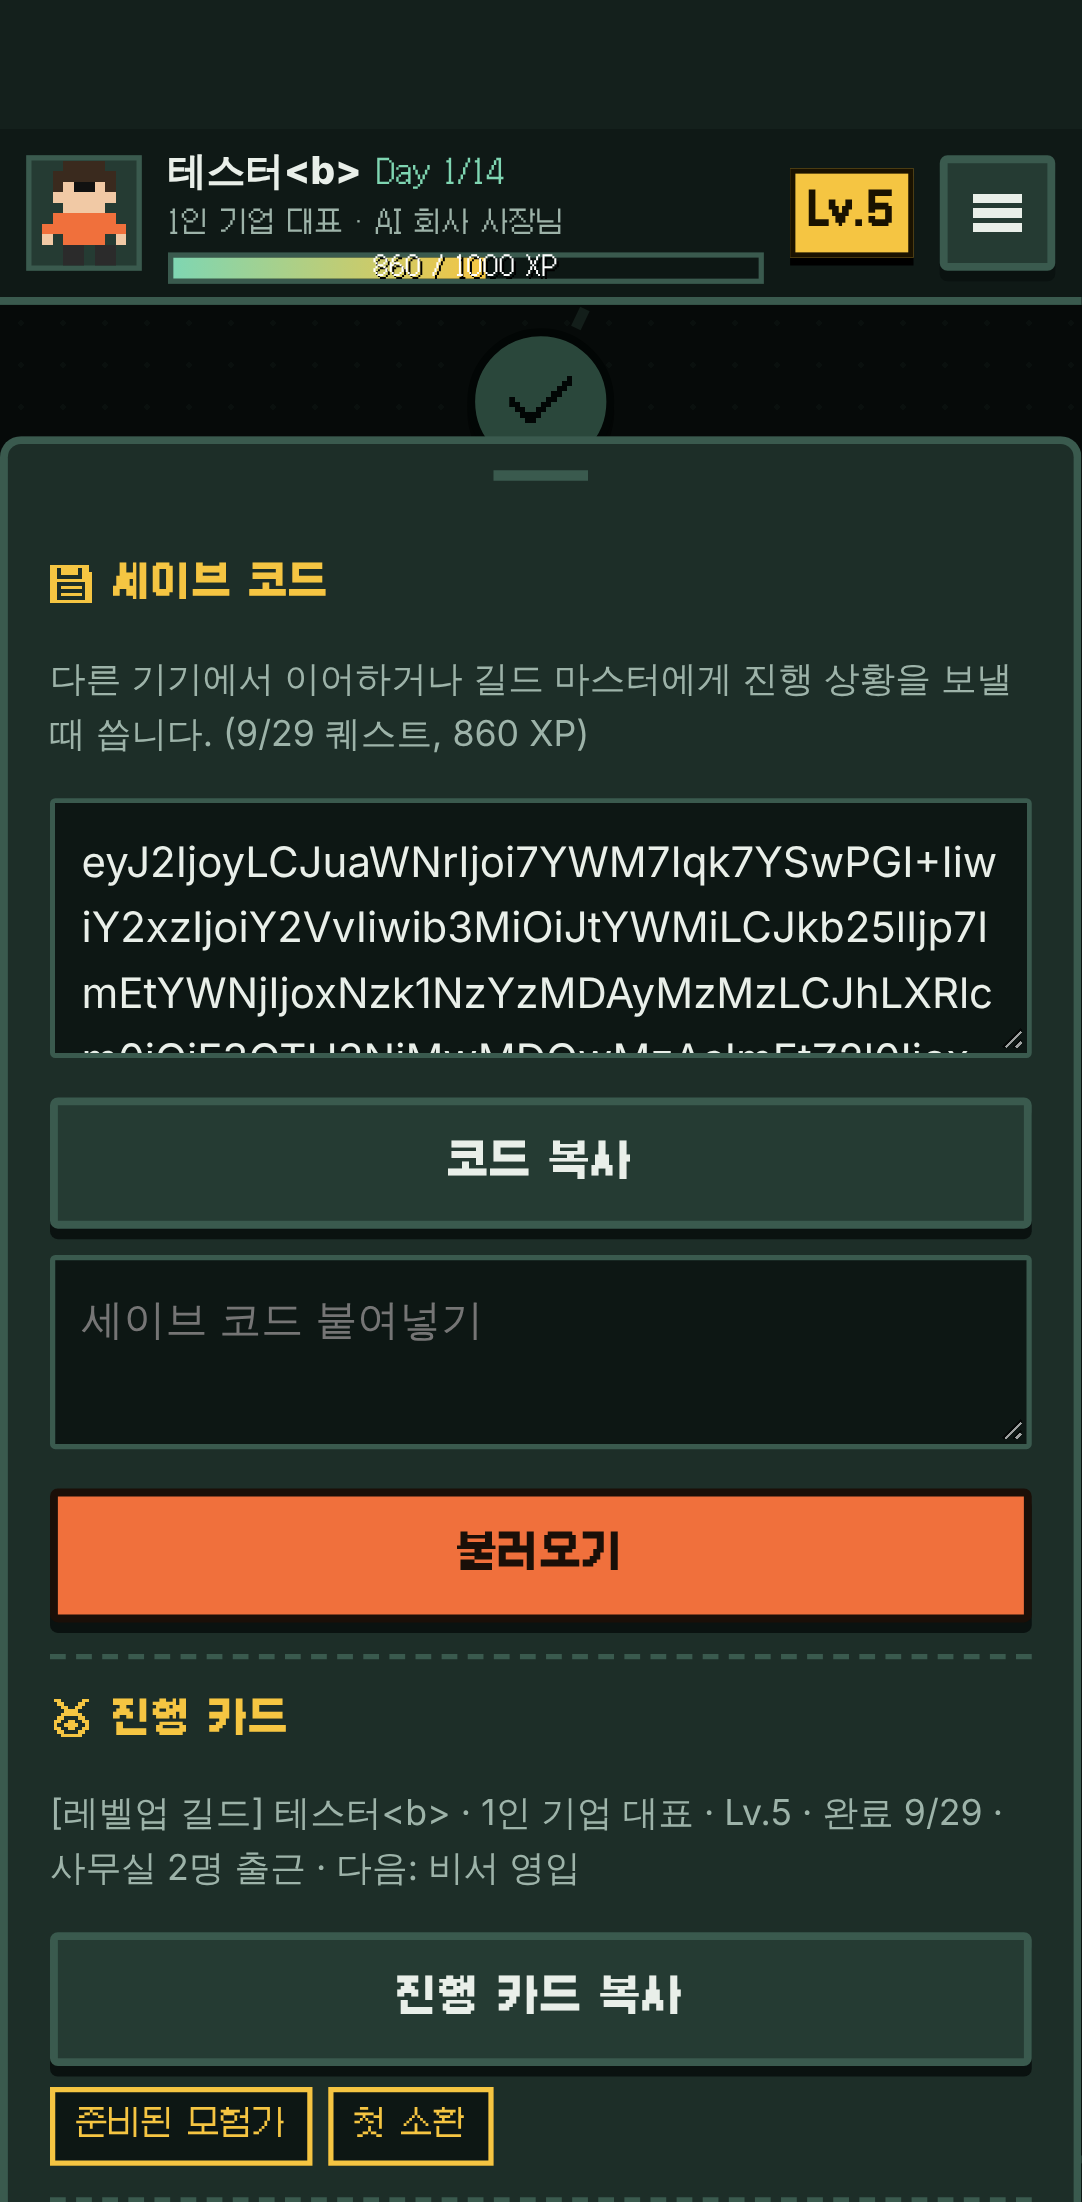 테스터<b> Day 1/14
1인 기업 대표 · AI 회사 사장님
860 / 1000 XP
Lv.5
세이브 코드
다른 기기에서 이어하거나 길드 마스터에게 진행 상황을 보낼
때 씁니다. (9/29 퀘스트, 860 XP)
eyJ2IjoyLCJuaWNrIjoi7YWM7Iqk7YSwPGI+Iiw
iY2xzIjoiY2VvIiwib3MiOiJtYWMiLCJkb25lIjp7I
mEtYWNjIjoxNzk1NzYzMDAyMzMzLCJhLXRlc
코드 복사
세이브 코드 붙여넣기
불러오기
진행 카드
[레벨업 길드] 테스터<b> · 1인 기업 대표 · Lv.5 · 완료 9/29 ·
사무실 2명 출근 · 다음: 비서 영입
진행 카드 복사
준비된 모험가 첫 소환